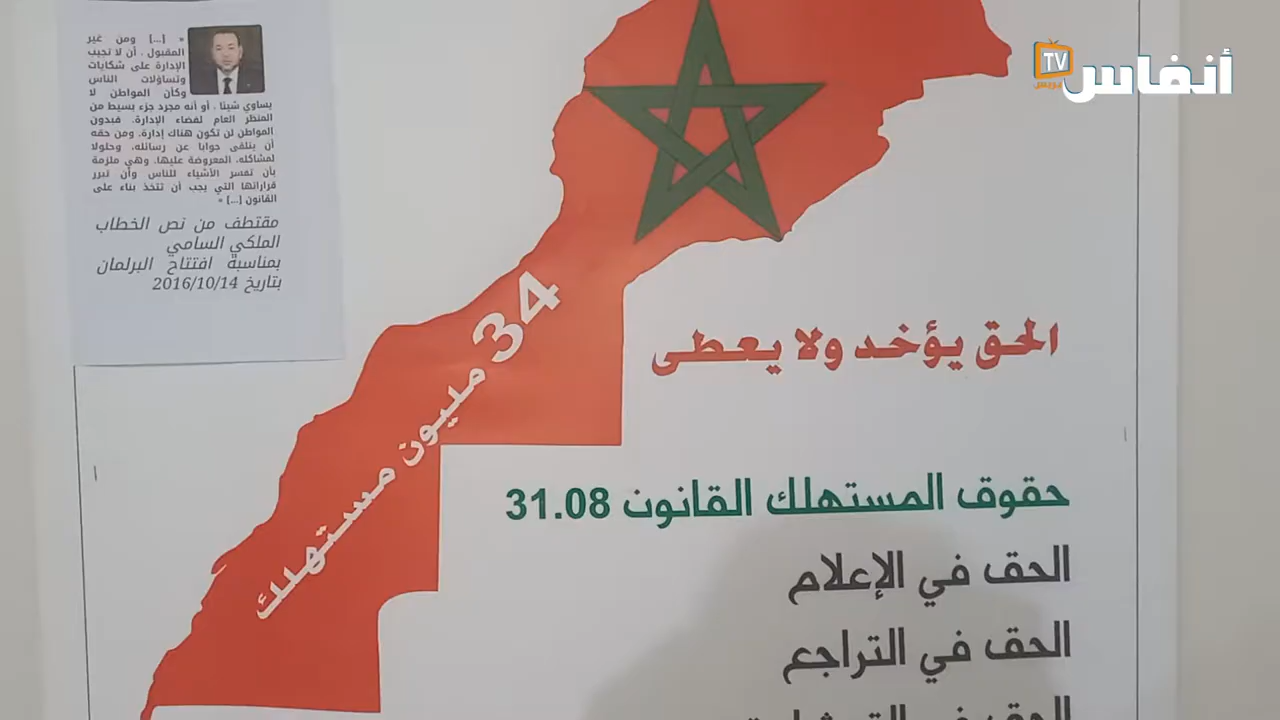 « [...] ومن غير
المقبول ، أن لا تجيب
الإدارة على شكايات
وتساؤلات الناس
وكأن المواطن لا
يساوي شيئا ، أو أنه مجرد جزء بسيط من
المنظر العام لفضاء الإدارة. فبدون
المواطن لن تكون هناك إدارة. ومن حقه
أن يتلقى جوابا عن رسائله، وحلولا
لمشاكله، المعروضة عليها. وهي ملزمة
بأن تفسر الأشياء للناس وأن تبرر
قراراتها التي يجب أن تتخذ بناء على
القانون [...] »
مقتطف من نص الخطاب
الملكي السامي
بمناسبة افتتاح البرلمان
بتاريخ 2016/10/14
أنفاس
TV
بريس
34 مليون مستهلك
الحق يؤخد ولا يعطى
حقوق المستهلك القانون 31.08
الحق في الإعلام
الحق في التراجع
الحق في